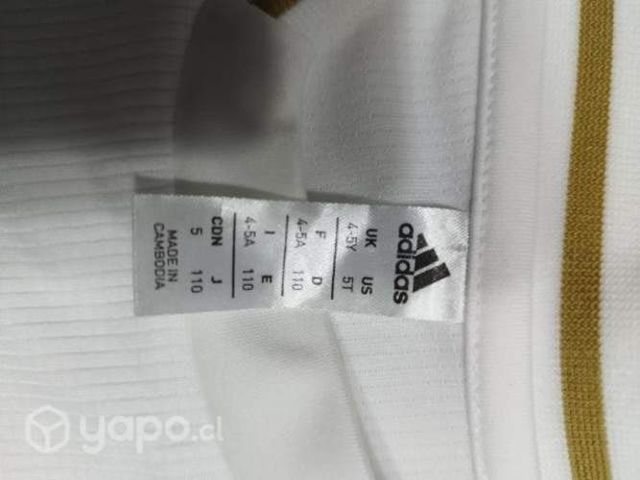 adidas
UK US
4-5Y 5T
F D
4-5A 110
I E
4-5A 110
CDN J
5 110
MADE IN
CAMBODIA
yapo.cl